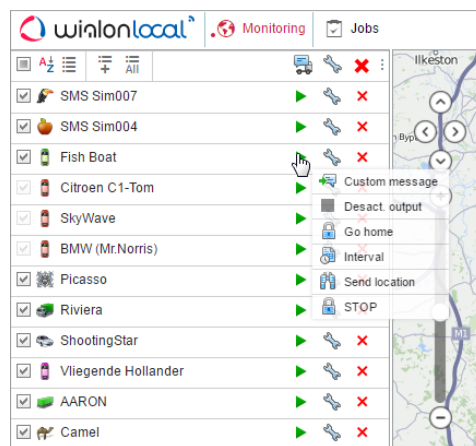 wialon local
Monitoring
Jobs
A Z
All
SMS Sim007
SMS Sim004
Fish Boat
Citroen C1-Tom
SkyWave
BMW (Mr.Norris)
Picasso
Riviera
ShootingStar
Vliegende Hollander
AARON
Camel
Custom message
Desact. output
Go home
Interval
Send location
STOP
Ilkeston
Byp
M1